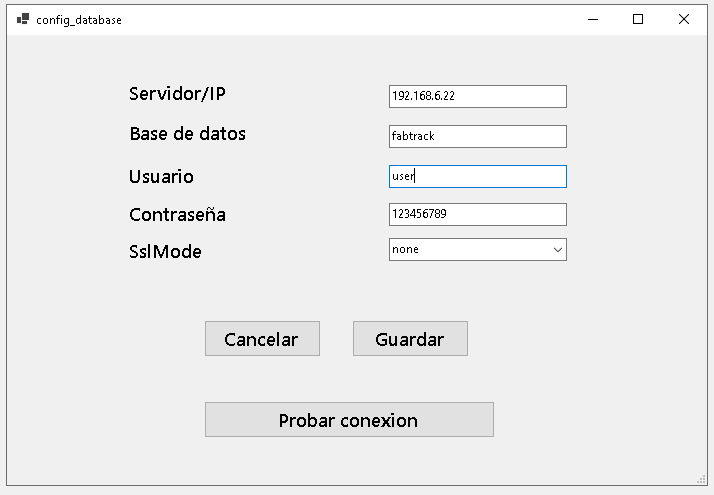 config_database
Servidor/IP 192.168.6.22
Base de datos fabtrack
Usuario user
Contraseña 123456789
SslMode none
Cancelar Guardar
Probar conexion